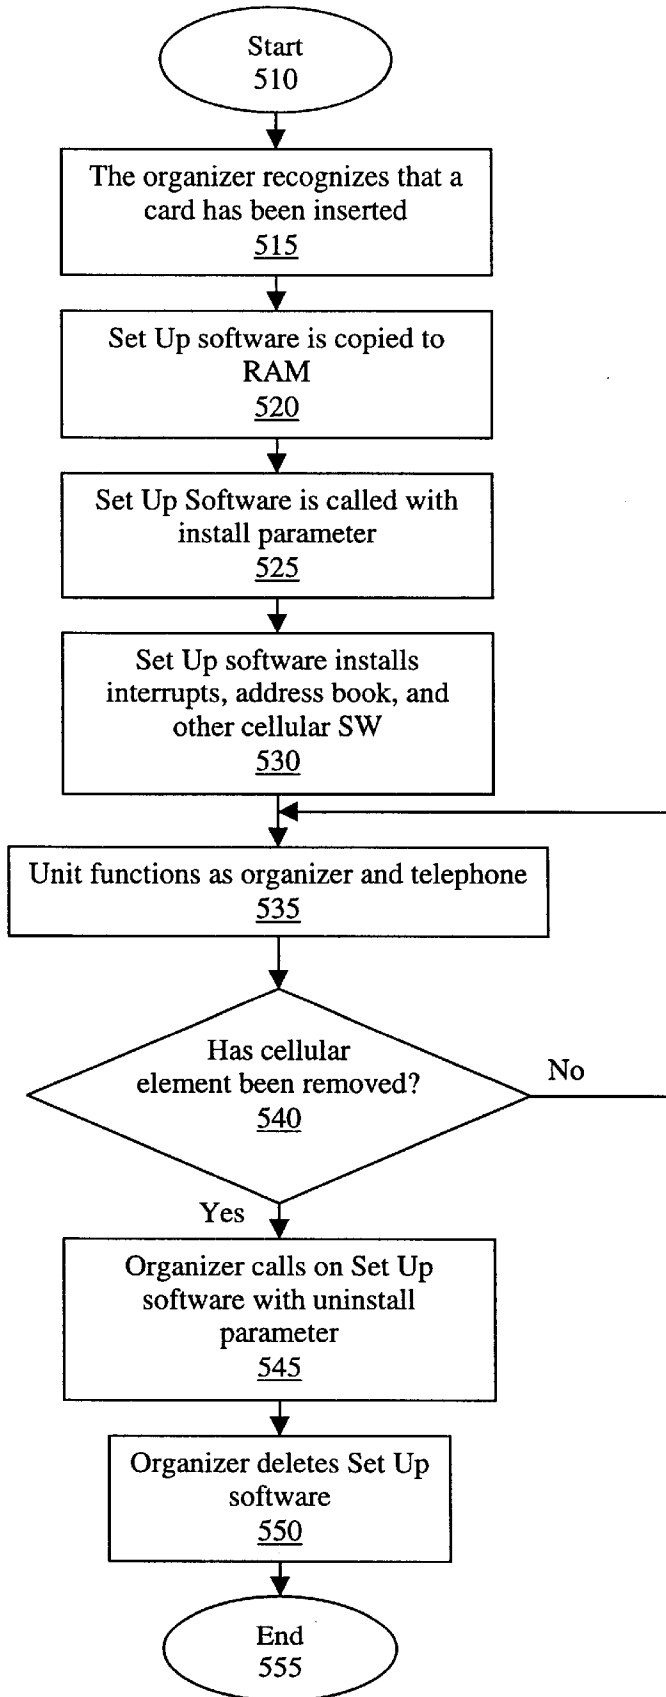 Start
510
The organizer recognizes that a
card has been inserted
515
Set Up software is copied to
RAM
520
Set Up Software is called with
install parameter
525
Set Up software installs
interrupts, address book, and
other cellular SW
530
Unit functions as organizer and telephone
535
Has cellular
element been removed?
540
No
Yes
Organizer calls on Set Up
software with uninstall
parameter
545
Organizer deletes Set Up
software
550
End
555